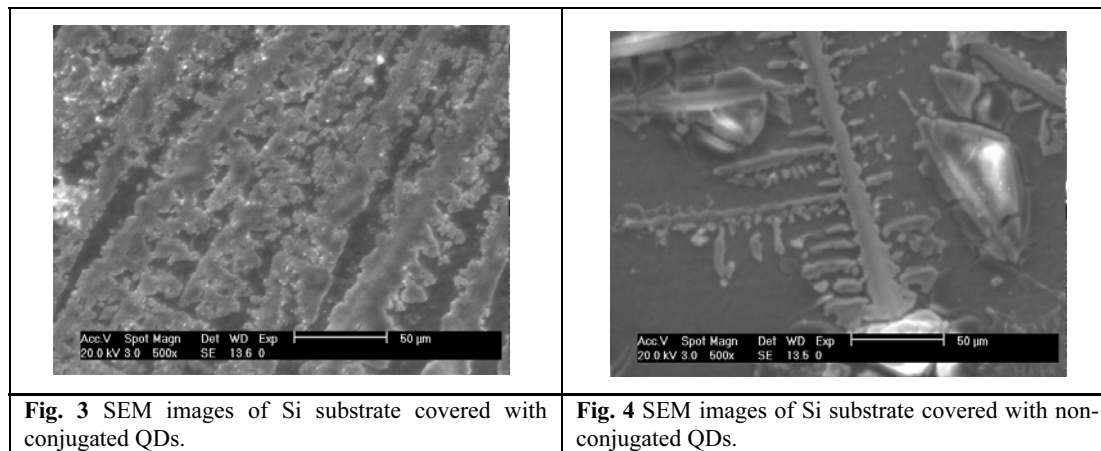 Acc.V Spot Magn Det WD Exp 50 µm
20.0 kV 3.0 500x SE 13.6 0
Acc.V Spot Magn Det WD Exp 50 µm
20.0 kV 3.0 500x SE 13.5 0
Fig. 3 SEM images of Si substrate covered with
conjugated QDs.
Fig. 4 SEM images of Si substrate covered with non-
conjugated QDs.